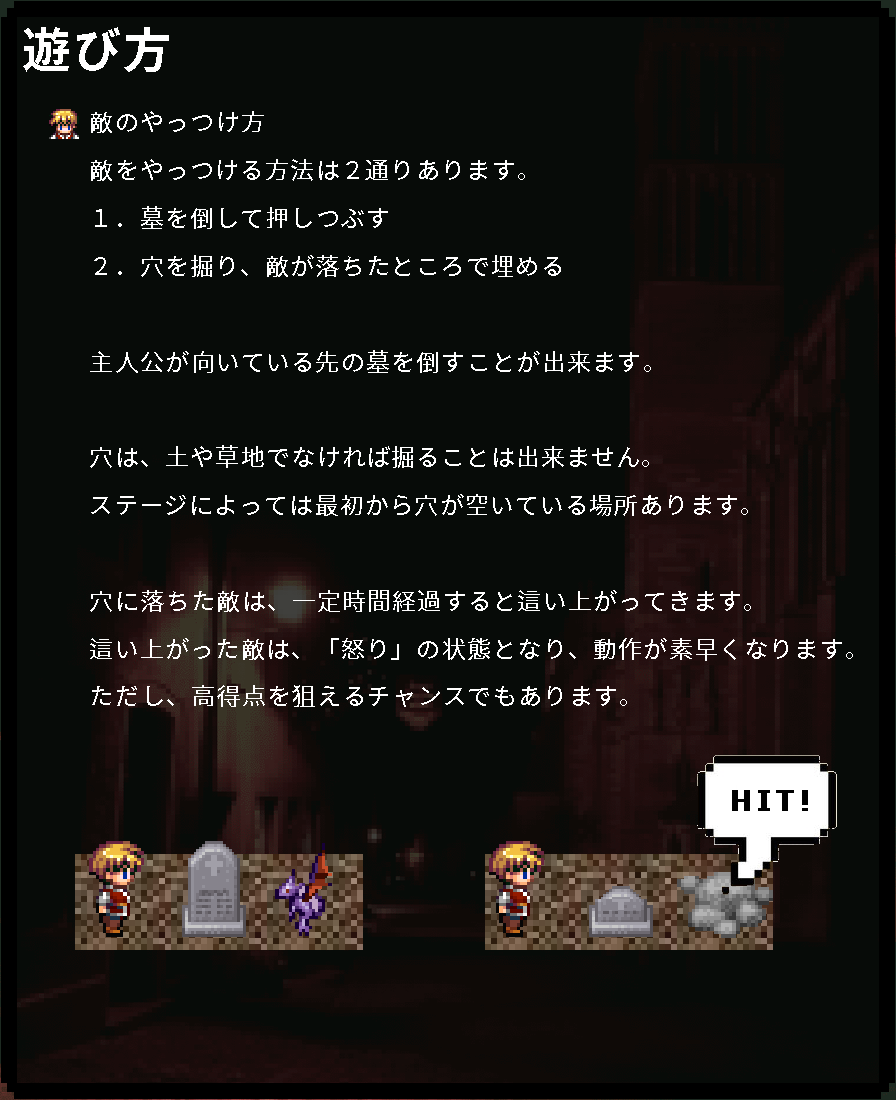 遊び方
敵のやっつけ方
敵をやっつける方法は２通りあります。
１．墓を倒して押しつぶす
２．穴を掘り、敵が落ちたところで埋める
主人公が向いている先の墓を倒すことが出来ます。
穴は、土や草地でなければ掘ることは出来ません。
ステージによっては最初から穴が空いている場所あります。
穴に落ちた敵は、一定時間経過すると這い上がってきます。
這い上がった敵は、「怒り」の状態となり、動作が素早くなります。
ただし、高得点を狙えるチャンスでもあります。
HIT!